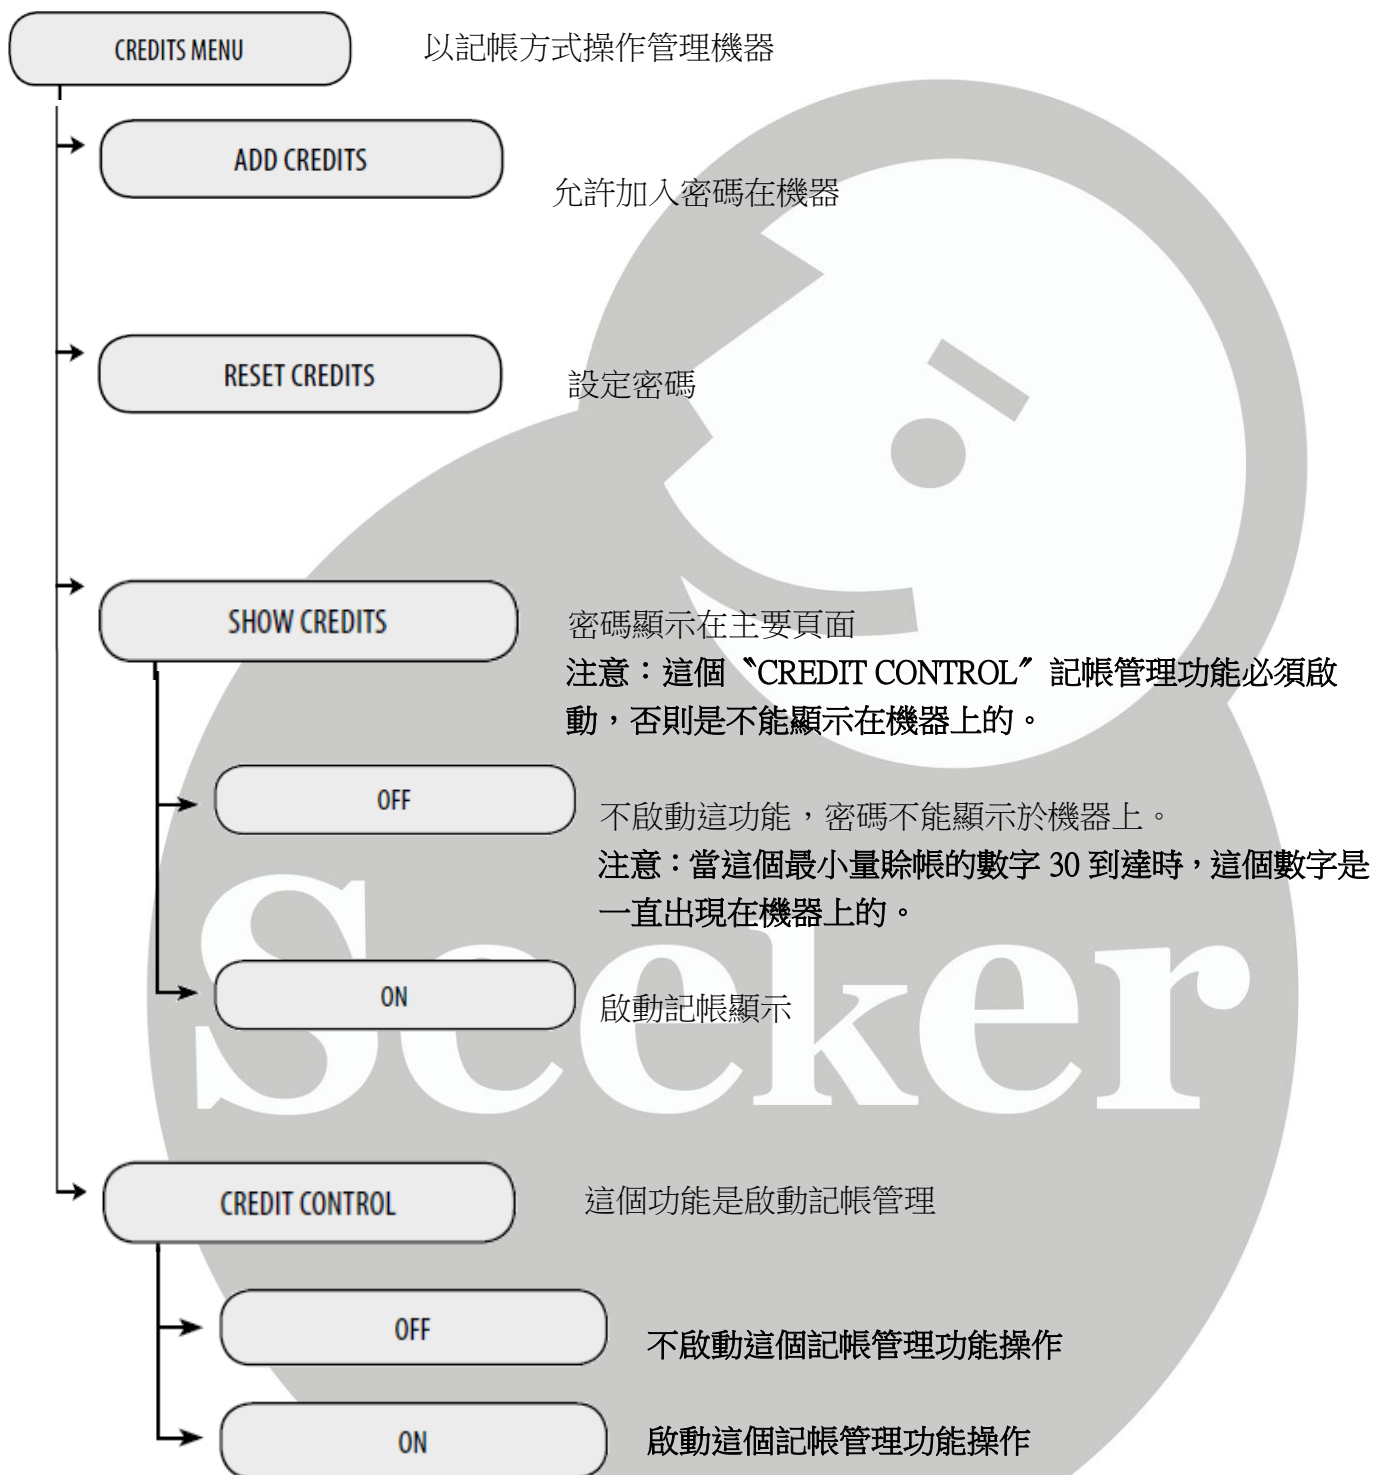 CREDITS MENU
以記帳方式操作管理機器
ADD CREDITS
允許加入密碼在機器
RESET CREDITS
設定密碼
SHOW CREDITS
密碼顯示在主要頁面
注意：這個〝CREDIT CONTROL〞記帳管理功能必須啟
動，否則是不能顯示在機器上的。
OFF
不啟動這功能，密碼不能顯示於機器上。
注意：當這個最小量賒帳的數字 30 到達時，這個數字是
一直出現在機器上的。
ON
啟動記帳顯示
Seeker
CREDIT CONTROL
這個功能是啟動記帳管理
OFF
不啟動這個記帳管理功能操作
ON
啟動這個記帳管理功能操作